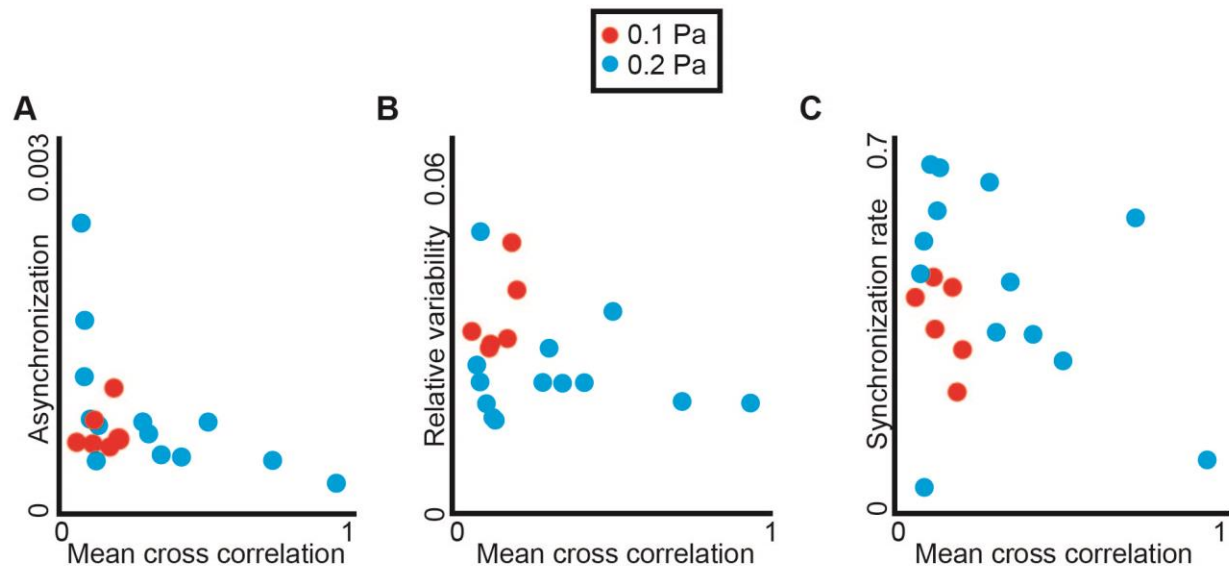 0.1 Pa
0.2 Pa
A
0.003
Asynchronization
0
0
1
Mean cross correlation
B
0.06
Relative variability
0
0
1
Mean cross correlation
C
0.7
Synchronization rate
0
0
1
Mean cross correlation